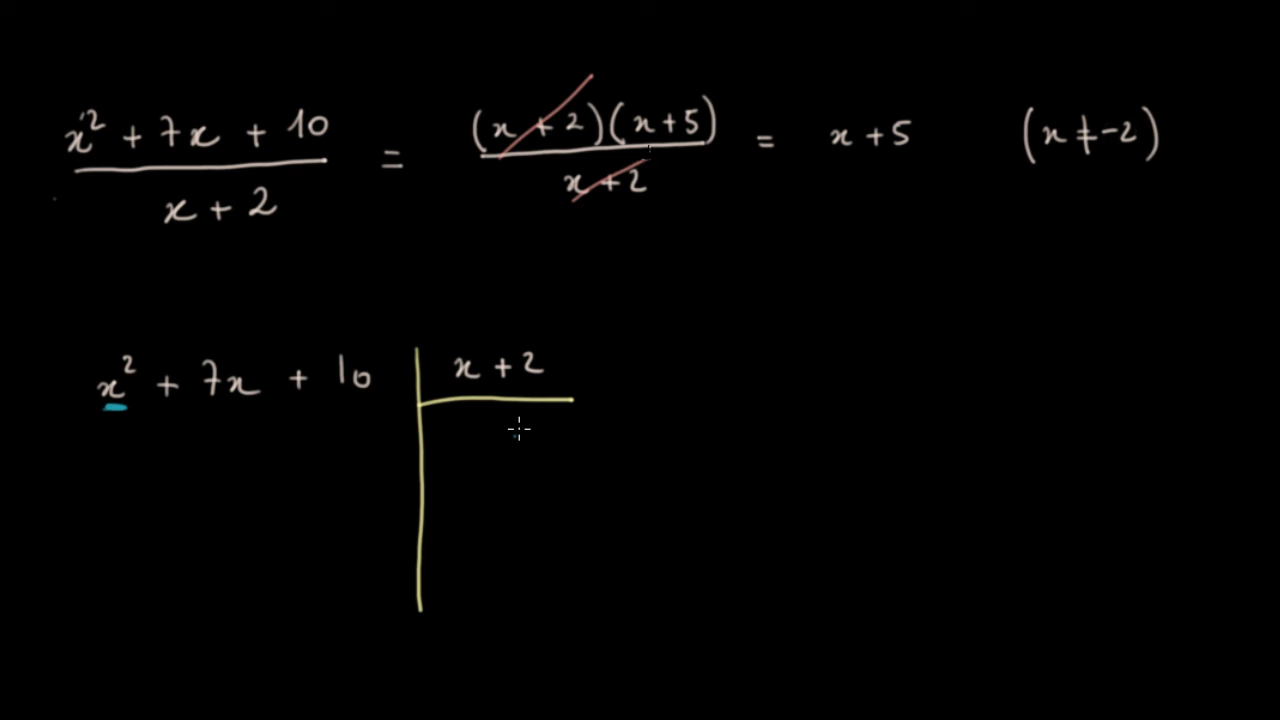 x² + 7x + 10 / x + 2 = (x + 2)(x + 5) / x + 2 = x + 5 (x ≠ -2)
x² + 7x + 10 | x + 2